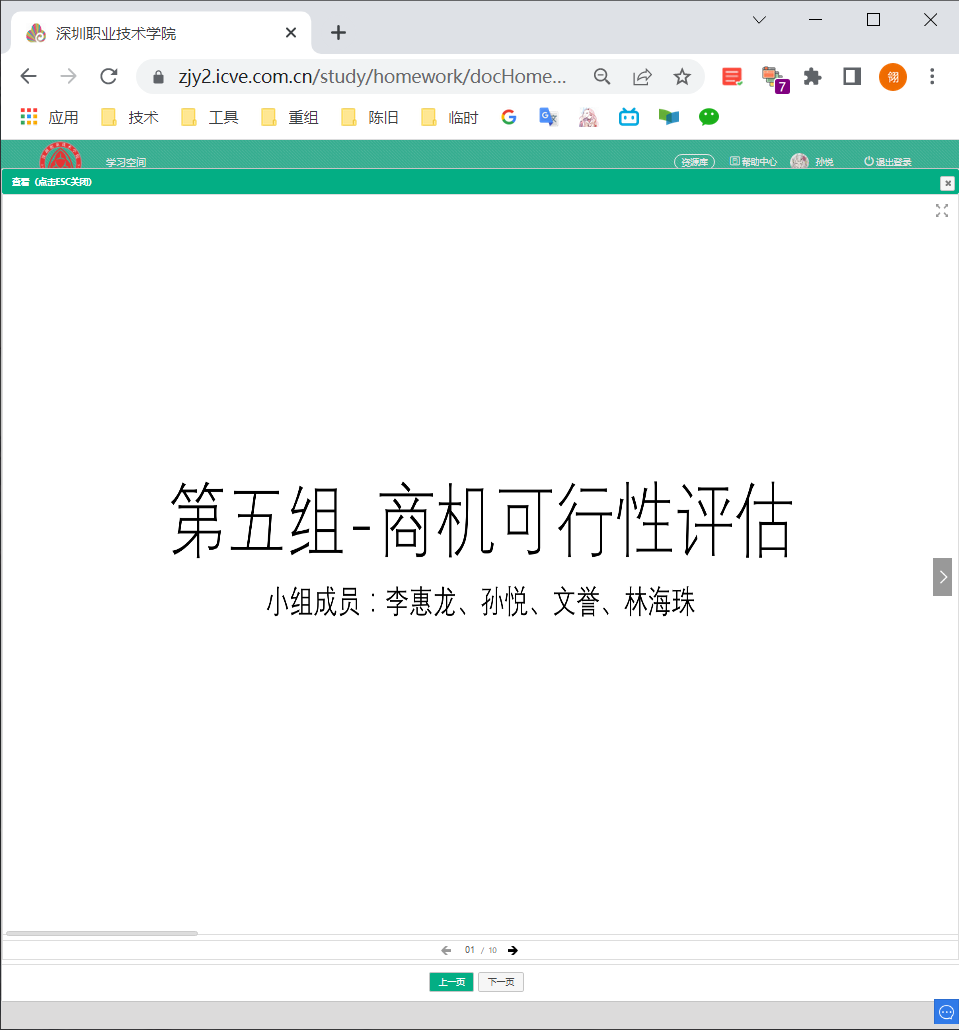 深圳职业技术学院
zjy2.icve.com.cn/study/homework/docHome...
7
翎
应用 技术 工具 重组 陈旧 临时
学习空间 资源库 帮助中心 孙悦 退出登录
查看（点击ESC关闭）
第五组-商机可行性评估
小组成员：李惠龙、孙悦、文誉、林海珠
01 / 10
上一页 下一页